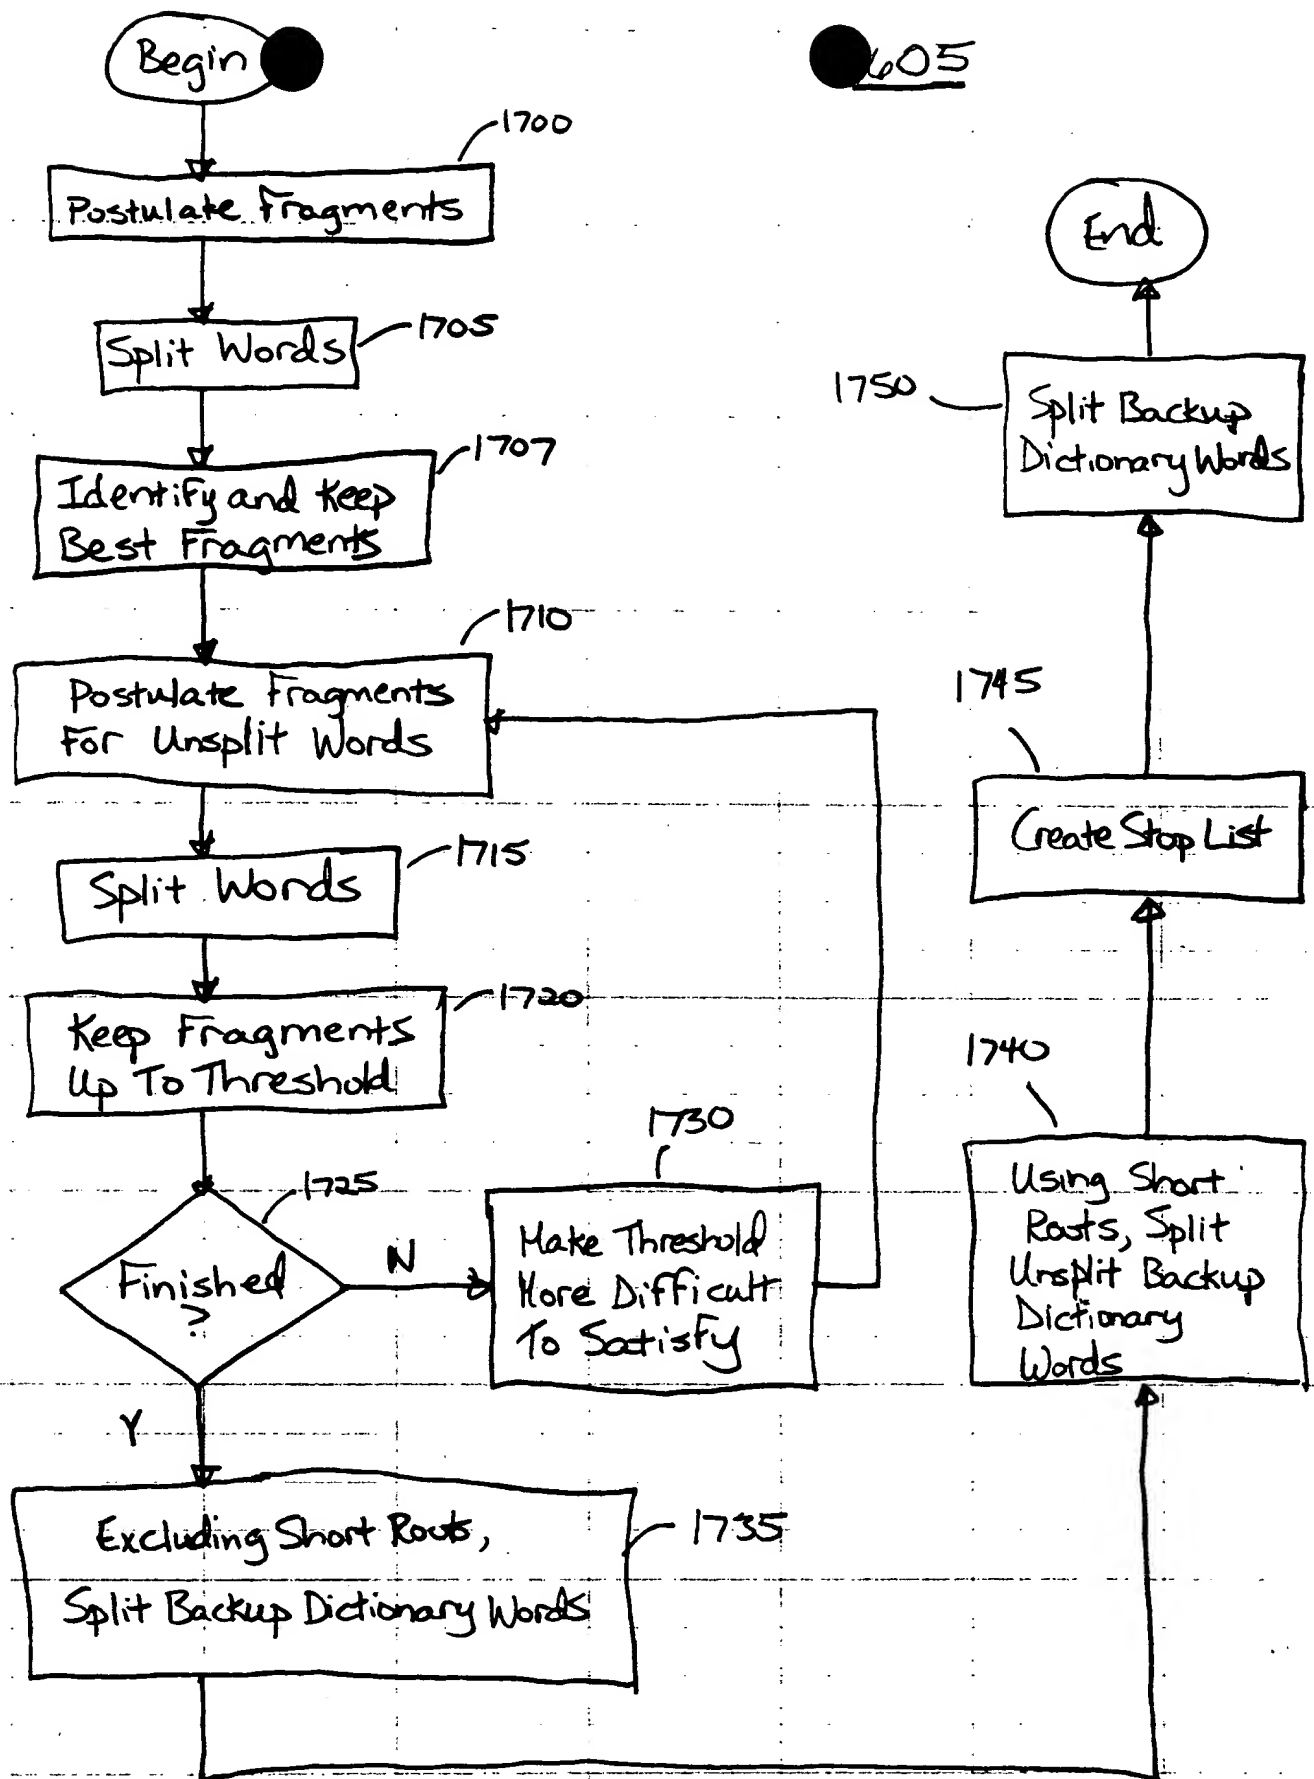 Begin
605
1700
Postulate Fragments
1705
Split Words
1707
Identify and Keep
Best Fragments
1710
Postulate Fragments
For Unsplit Words
1715
Split Words
1720
Keep Fragments
Up To Threshold
1725
Finished
?
N
1730
Make Threshold
More Difficult
To Satisfy
Y
1735
Excluding Short Roots,
Split Backup Dictionary Words
1740
Using Short
Roots, Split
Unsplit Backup
Dictionary
Words
1745
Create Stop List
1750
Split Backup
Dictionary Words
End